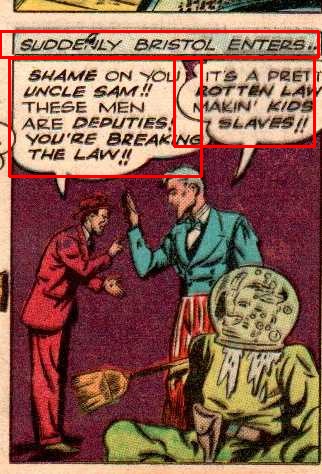 SUDDENLY BRISTOL ENTERS..
SHAME ON YOU
UNCLE SAM!!
THESE MEN
ARE DEPUTIES!
YOU'RE BREAKING
THE LAW!!
IT'S A
ROTTEN LAW
MAKIN' KIDS
SLAVES!!